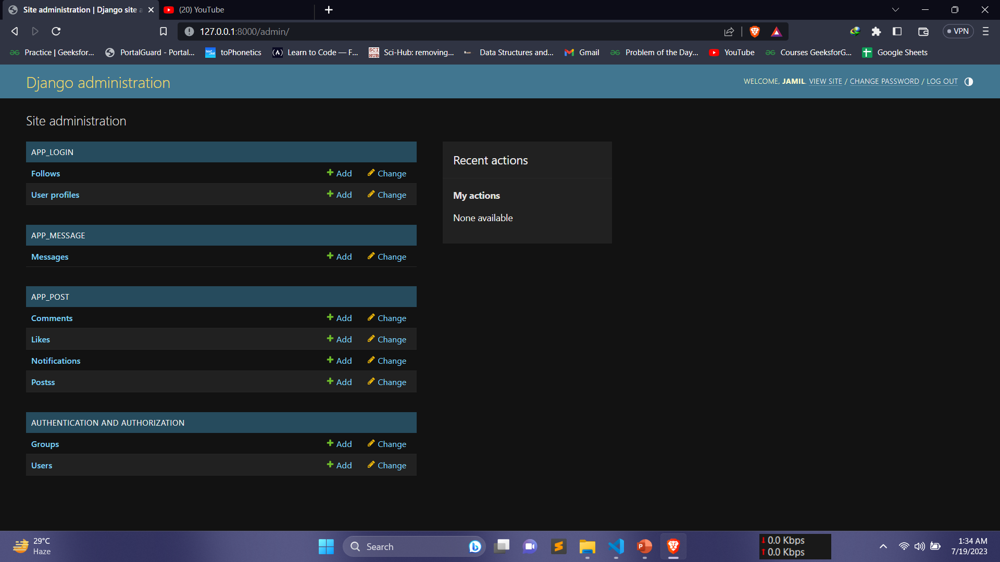 Site administration | Django site a
(20) YouTube
127.0.0.1:8000/admin/
VPN
Practice | Geeksfor...
PortalGuard - Portal...
toPhonetics
Learn to Code — F...
SCI HUB
Sci-Hub: removing...
Data Structures and...
Gmail
Problem of the Day...
YouTube
Courses GeeksforG...
Google Sheets
Django administration
WELCOME, JAMIL. VIEW SITE / CHANGE PASSWORD / LOG OUT
Site administration
APP_LOGIN
Follows Add Change
User profiles Add Change
APP_MESSAGE
Messages Add Change
APP_POST
Comments Add Change
Likes Add Change
Notifications Add Change
Postss Add Change
AUTHENTICATION AND AUTHORIZATION
Groups Add Change
Users Add Change
Recent actions
My actions
None available
29°C
Haze
Search
0.0 Kbps
0.0 Kbps
1:34 AM
7/19/2023